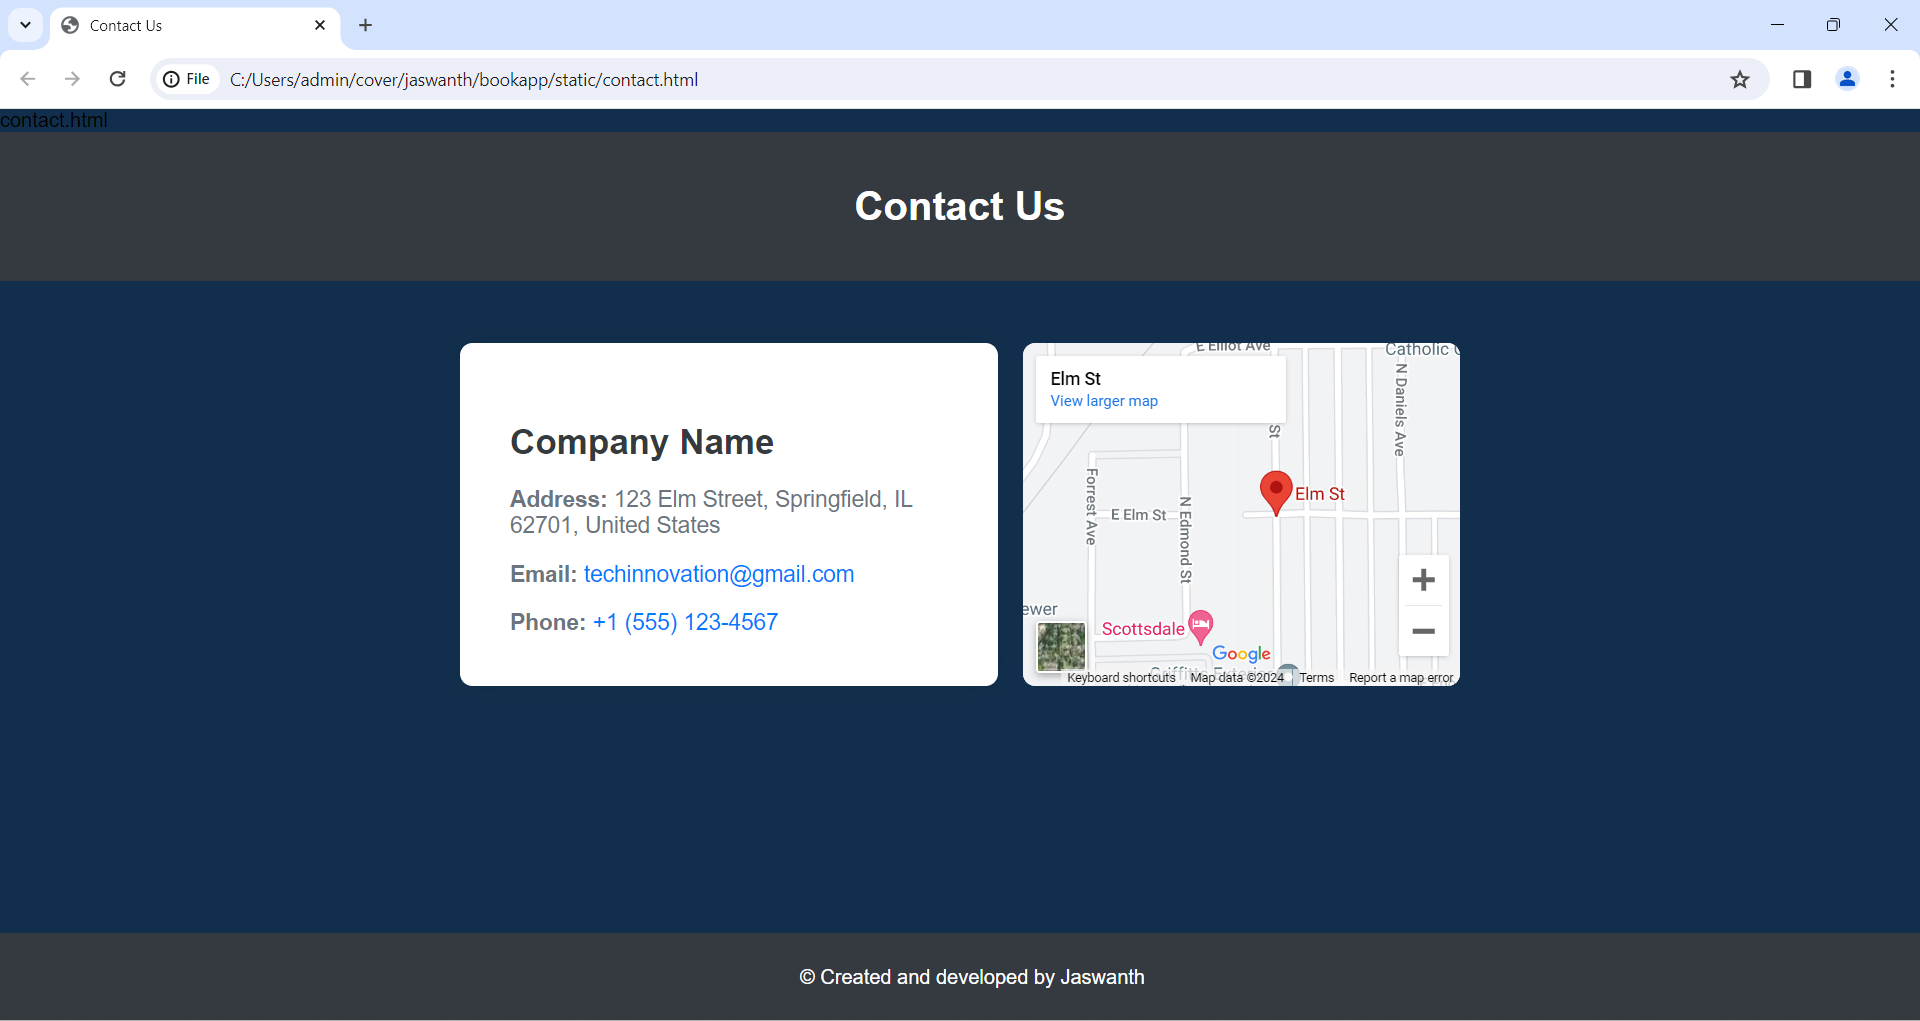 Contact Us
File
C:/Users/admin/cover/jaswanth/bookapp/static/contact.html
contact.html
Contact Us
Company Name
Address: 123 Elm Street, Springfield, IL
62701, United States
Email: techinnovation@gmail.com
Phone: +1 (555) 123-4567
E Elliot Ave
Catholic
Elm St
View larger map
N Daniels Ave
St
Forrest Ave
E Elm St
N Edmond St
Elm St
ewer
Scottsdale
Google
Keyboard shortcuts
Map data ©2024
Terms
Report a map error
© Created and developed by Jaswanth